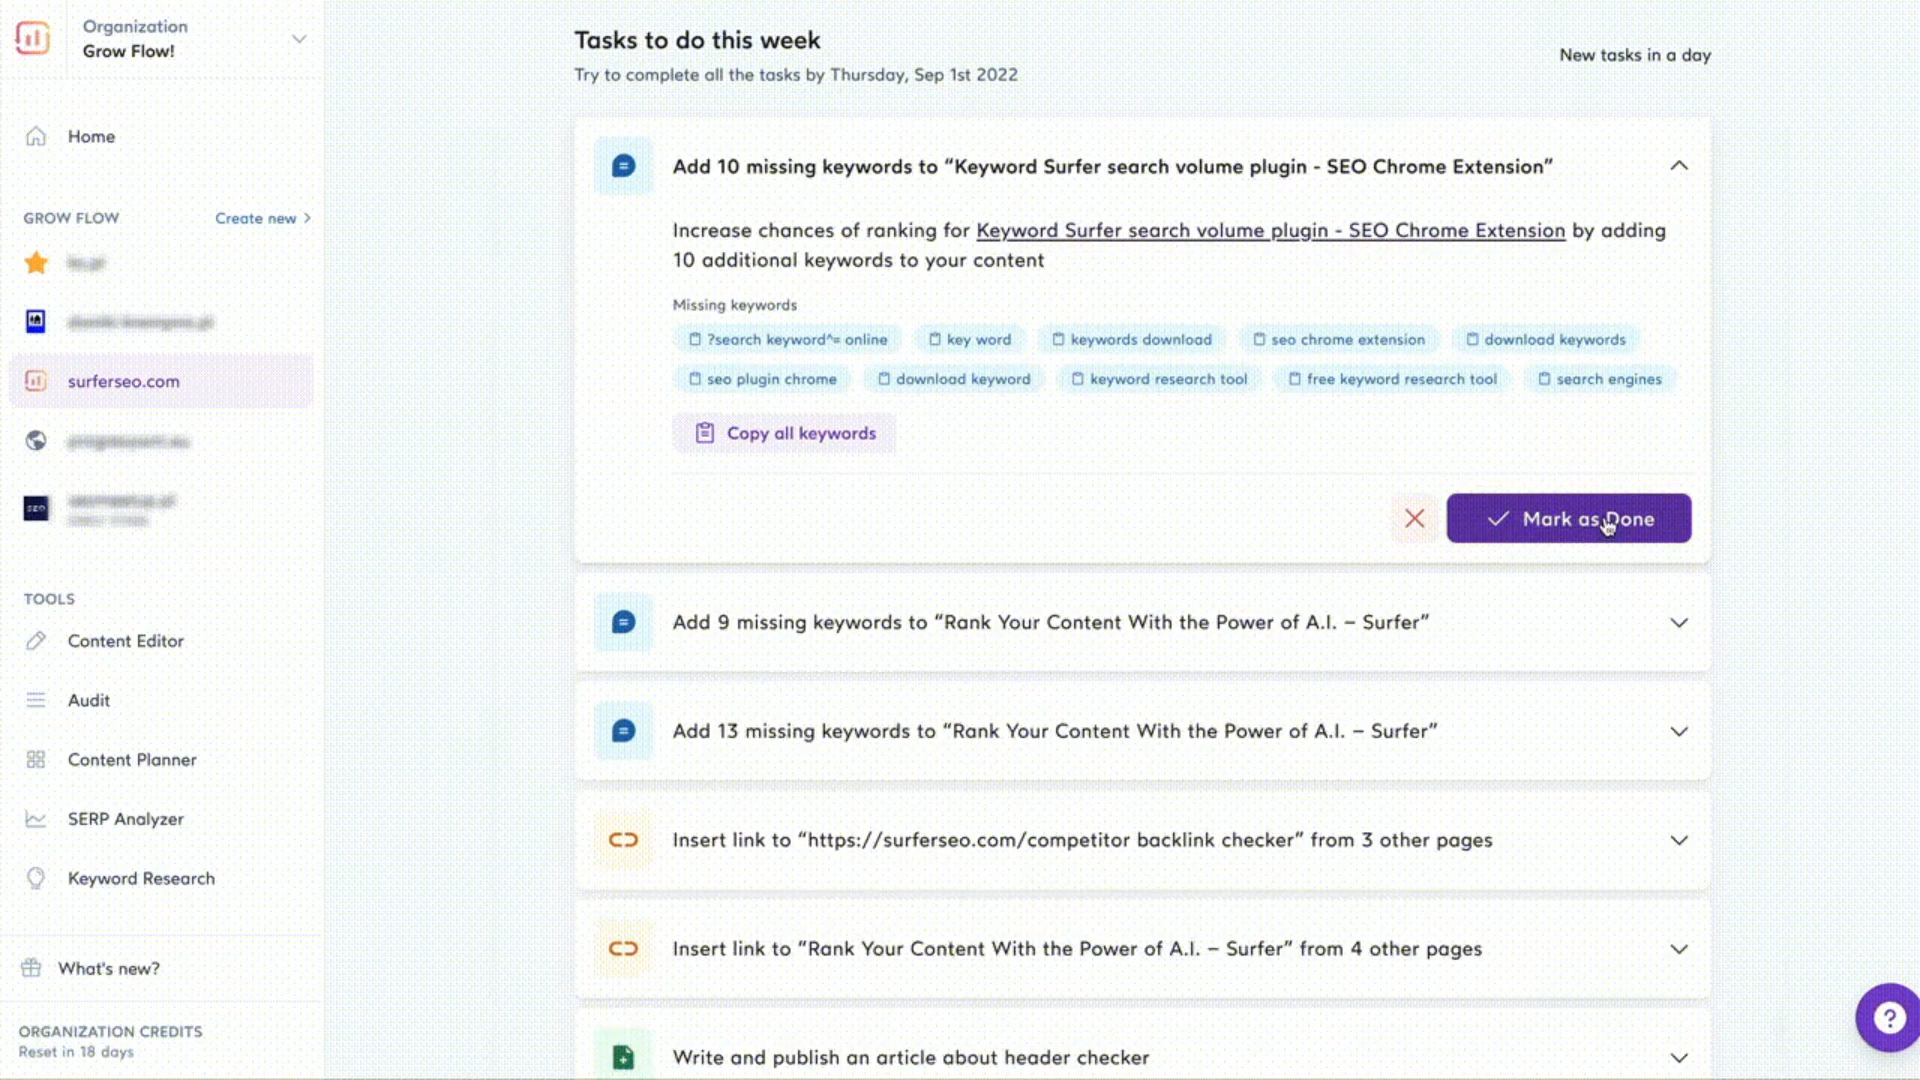 Organization
Grow Flow!
Home
GROW FLOW
Create new
surferseo.com
SEO
TOOLS
Content Editor
Audit
Content Planner
SERP Analyzer
Keyword Research
What's new?
ORGANIZATION CREDITS
Reset in 18 days
Tasks to do this week
Try to complete all the tasks by Thursday, Sep 1st 2022
New tasks in a day
Add 10 missing keywords to “Keyword Surfer search volume plugin - SEO Chrome Extension”
Increase chances of ranking for Keyword Surfer search volume plugin - SEO Chrome Extension by adding
10 additional keywords to your content
Missing keywords
?search keyword^= online key word keywords download seo chrome extension download keywords
seo plugin chrome download keyword keyword research tool free keyword research tool search engines
Copy all keywords
Mark as Done
Add 9 missing keywords to “Rank Your Content With the Power of A.I. – Surfer”
Add 13 missing keywords to “Rank Your Content With the Power of A.I. – Surfer”
Insert link to “https://surferseo.com/competitor backlink checker” from 3 other pages
Insert link to “Rank Your Content With the Power of A.I. – Surfer” from 4 other pages
Write and publish an article about header checker
?